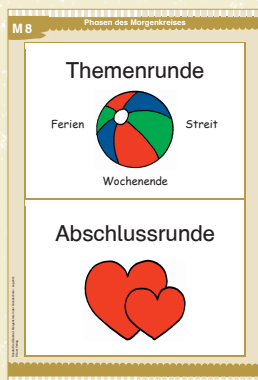 Phasen des Morgenkreises
M 8
Themenrunde
Ferien
Streit
Wochenende
Abschlussrunde